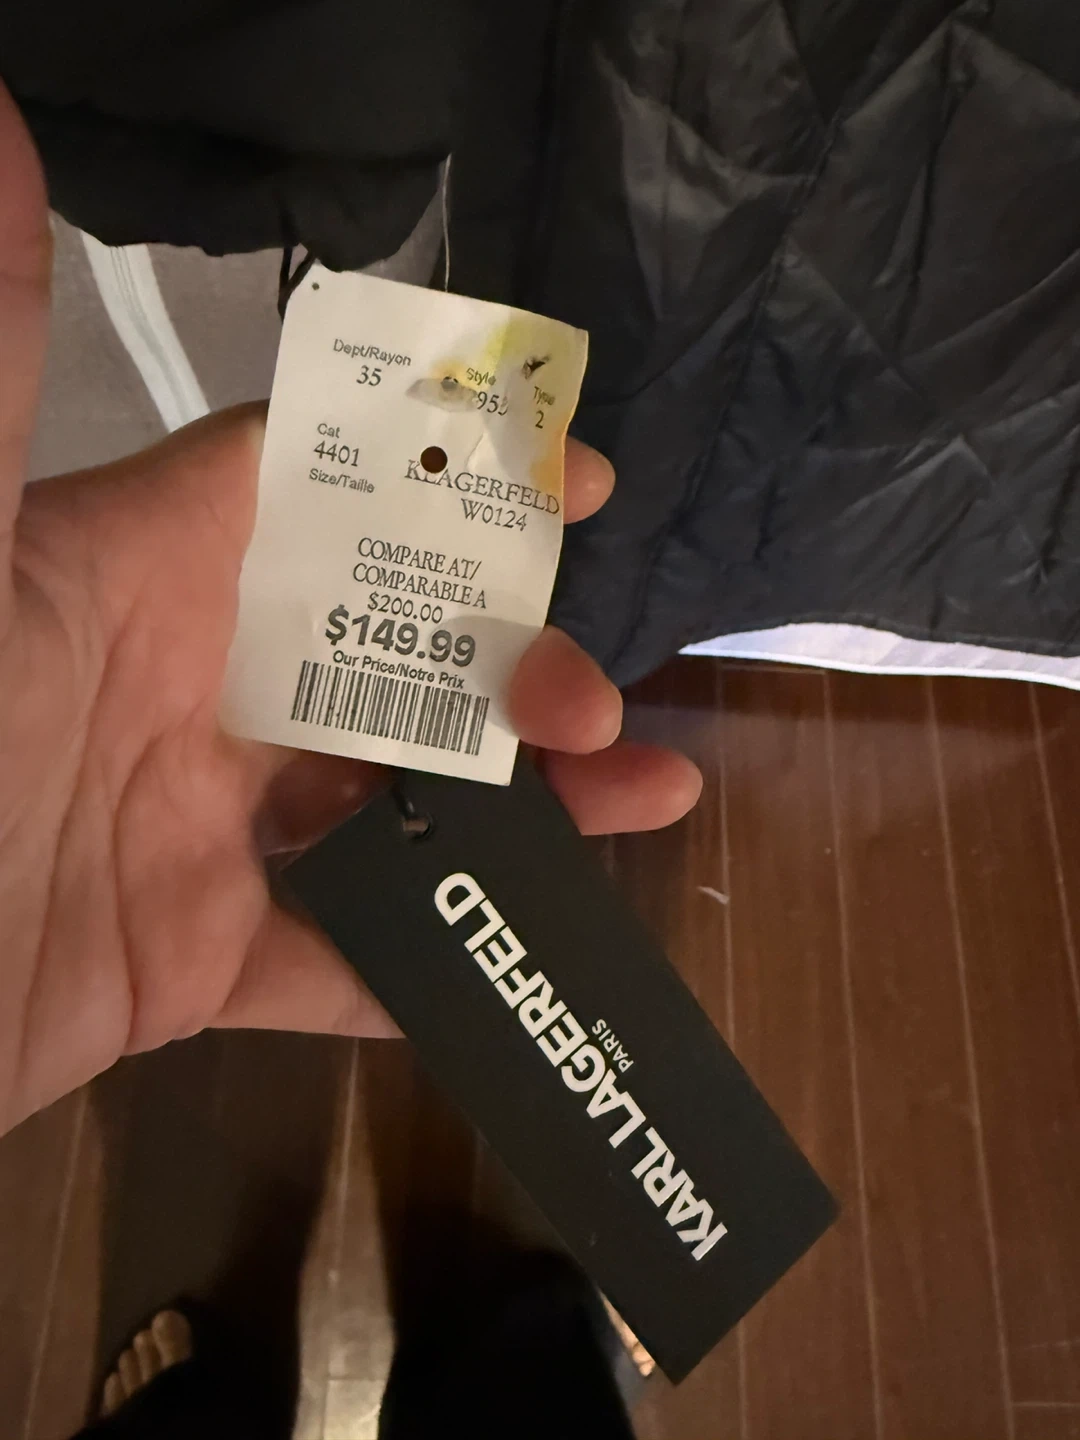 Dept/Rayon Style Type
35 2
Cat
4401
Size/Taille
KLAGERFELD
W0124
COMPARE AT/
COMPARABLE A
$200.00
$149.99
Our Price/Notre Prix
KARL LAGERFELD
PARIS